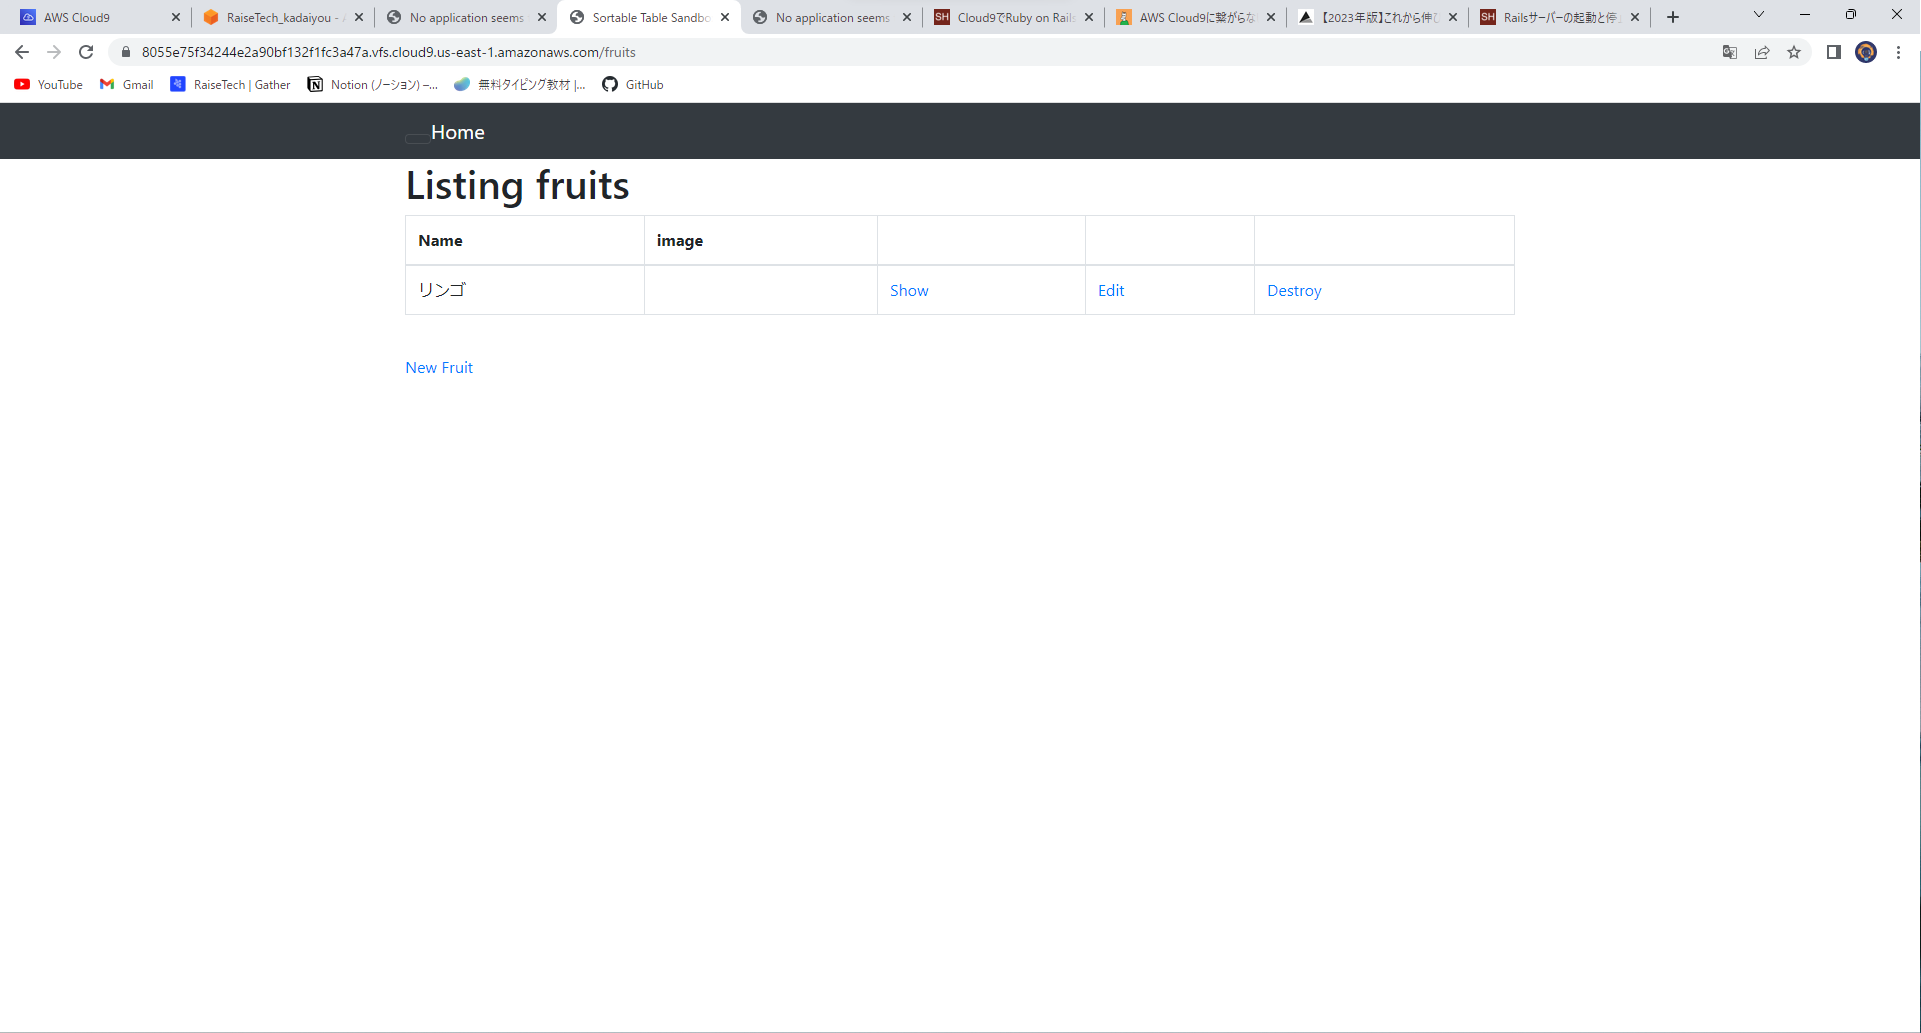 AWS Cloud9
RaiseTech_kadaiyou - A
No application seems
Sortable Table Sandbo
No application seems
SH Cloud9でRuby on Rails
AWS Cloud9に繋がらな
【2023年版】これから伸び
SH Railsサーバーの起動と停止
8055e75f34244e2a90bf132f1fc3a47a.vfs.cloud9.us-east-1.amazonaws.com/fruits
YouTube
Gmail
RaiseTech | Gather
Notion (ノーション) –...
無料タイピング教材 |...
GitHub
Home
Listing fruits
Name image
リンゴ Show Edit Destroy
New Fruit